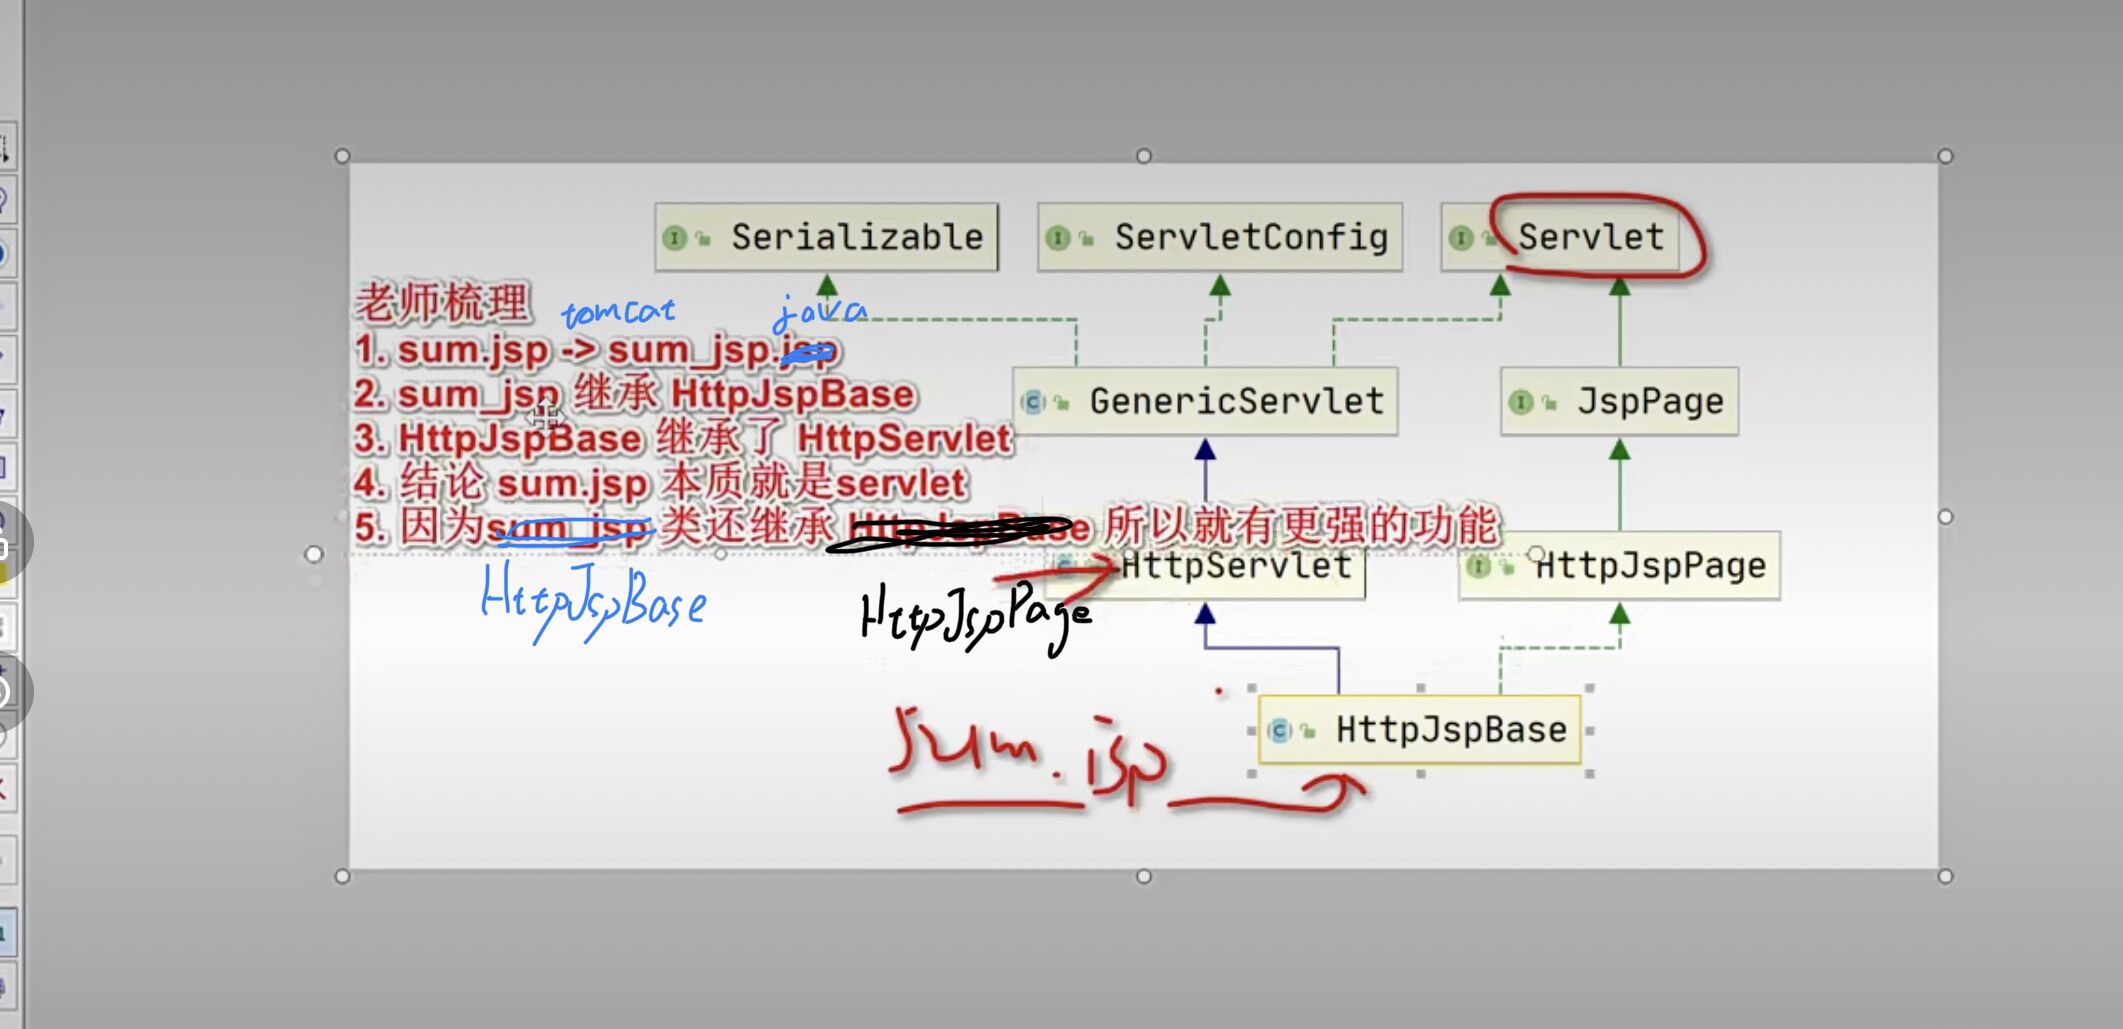 Serializable
ServletConfig
Servlet
老师梳理
tomcat
java
1. sum.jsp -> sum_jsp.jsp
2. sum_jsp 继承 HttpJspBase
GenericServlet
JspPage
3. HttpJspBase 继承了 HttpServlet
4. 结论 sum.jsp 本质就是servlet
5. 因为sum_jsp 类还继承 HttpJspBase 所以就有更强的功能
HttpServlet
HttpJspPage
HttpJspBase
HttpJspPage
sum.jsp
HttpJspBase